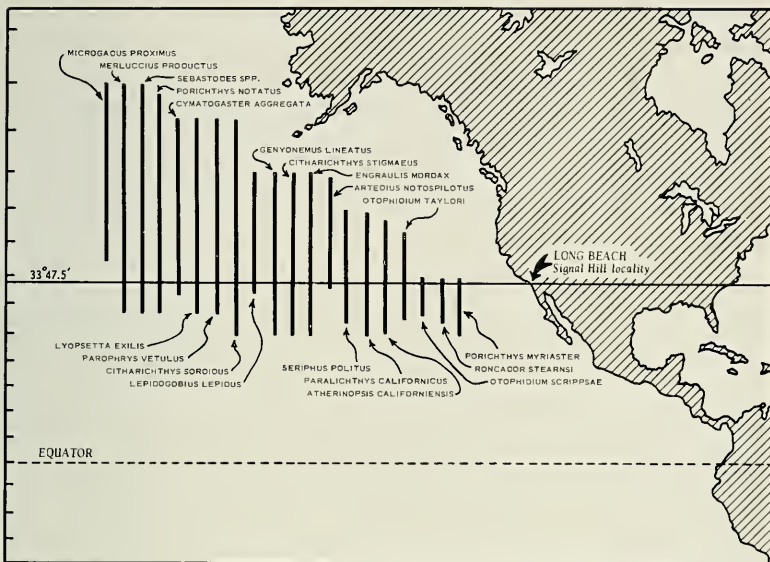 MICROGADUS PROXIMUS
MERLUCCIUS PRODUCTUS
SEBASTODES SPP.
PORICHTHYS NOTATUS
CYMATOGASTER AGGREGATA
GENYONEMUS LINEATUS
CITHARICHTHYS STIGMAEUS
ENGRAULIS MORDAX
ARTEDIUS NOTOSPILOTUS
OTOPHIDIUM TAYLORI
33°47.5'
LONG BEACH
Signal Hill locality
LYOPSETTA EXILIS
PAROPHRYS VETULUS
CITHARICHTHYS SORDIDUS
LEPIDOGOBIUS LEPIDUS
SERIPHUS POLITUS
PARALICHTHYS CALIFORNICUS
ATHERINOPSIS CALIFORNIENSIS
PORICHTHYS MYRIASTER
RONCADOR STEARNSI
OTOPHIDIUM SCRIPPSAE
EQUATOR